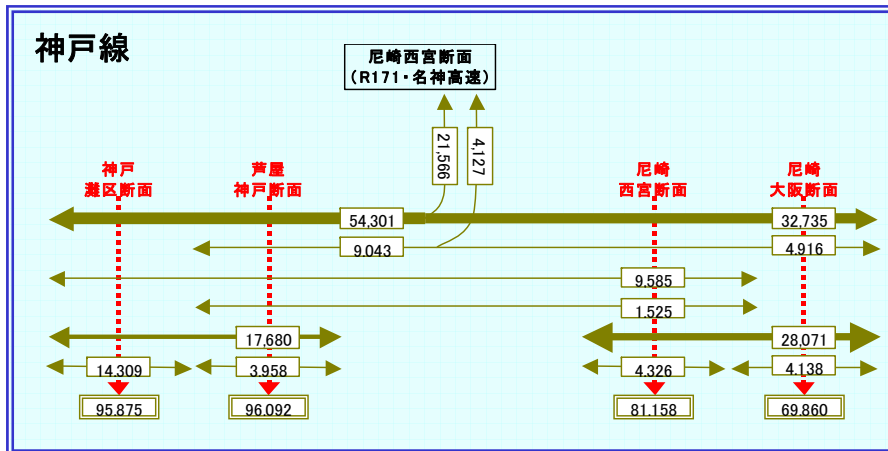 神戸線
尼崎西宮断面
(R171・名神高速)
21,566
4,127
神戸
灘区断面
芦屋
神戸断面
尼崎
西宮断面
尼崎
大阪断面
54,301
32,735
9,043
4,916
9,585
1,525
17,680
28,071
14,309
3,958
4,326
4,138
95,875
96,092
81,158
69,860